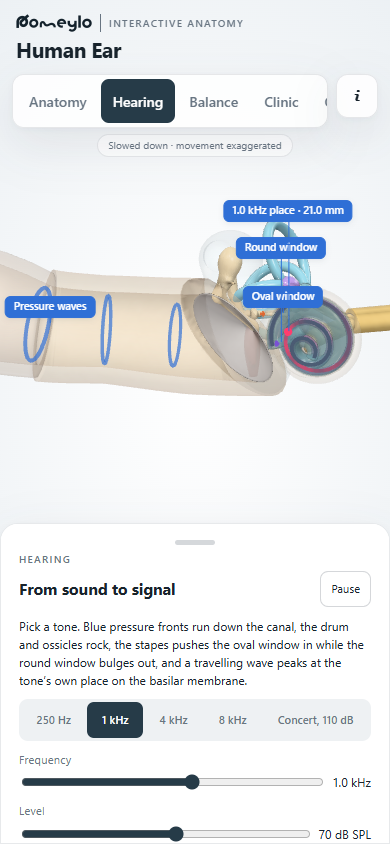 Domeylo | INTERACTIVE ANATOMY
Human Ear
Anatomy Hearing Balance Clinic
i
Slowed down · movement exaggerated
1.0 kHz place · 21.0 mm
Round window
Oval window
Pressure waves
HEARING
From sound to signal
Pause
Pick a tone. Blue pressure fronts run down the canal, the drum
and ossicles rock, the stapes pushes the oval window in while the
round window bulges out, and a travelling wave peaks at the
tone's own place on the basilar membrane.
250 Hz 1 kHz 4 kHz 8 kHz Concert, 110 dB
Frequency
1.0 kHz
Level
70 dB SPL